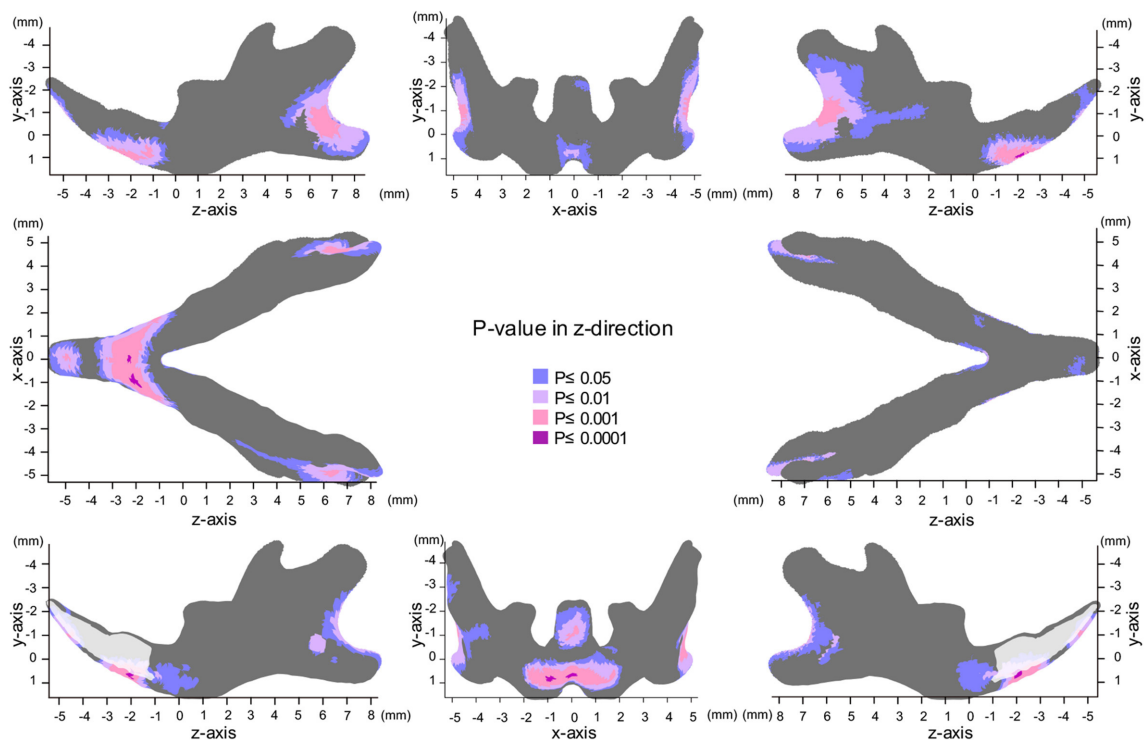 (mm)
-4
-3
-2
-1
0
1
y-axis
-5 -4 -3 -2 -1 0 1 2 3 4 5 6 7 8 (mm)
z-axis
(mm)
-4
-3
-2
-1
0
1
y-axis
5 4 3 2 1 0 -1 -2 -3 -4 -5 (mm)
x-axis
(mm)
-4
-3
-2
-1
0
1
y-axis
(mm) 8 7 6 5 4 3 2 1 0 -1 -2 -3 -4 -5
z-axis
(mm)
5
4
3
2
1
0
-1
-2
-3
-4
-5
x-axis
-5 -4 -3 -2 -1 0 1 2 3 4 5 6 7 8 (mm)
z-axis
P-value in z-direction
P≤ 0.05
P≤ 0.01
P≤ 0.001
P≤ 0.0001
(mm)
5
4
3
2
1
0
-1
-2
-3
-4
-5
x-axis
(mm) 8 7 6 5 4 3 2 1 0 -1 -2 -3 -4 -5
z-axis
(mm)
-4
-3
-2
-1
0
1
y-axis
-5 -4 -3 -2 -1 0 1 2 3 4 5 6 7 8 (mm)
z-axis
(mm)
-4
-3
-2
-1
0
1
y-axis
-5 -4 -3 -2 -1 0 1 2 3 4 5 (mm)
x-axis
(mm)
-4
-3
-2
-1
0
1
y-axis
(mm) 8 7 6 5 4 3 2 1 0 -1 -2 -3 -4 -5
z-axis